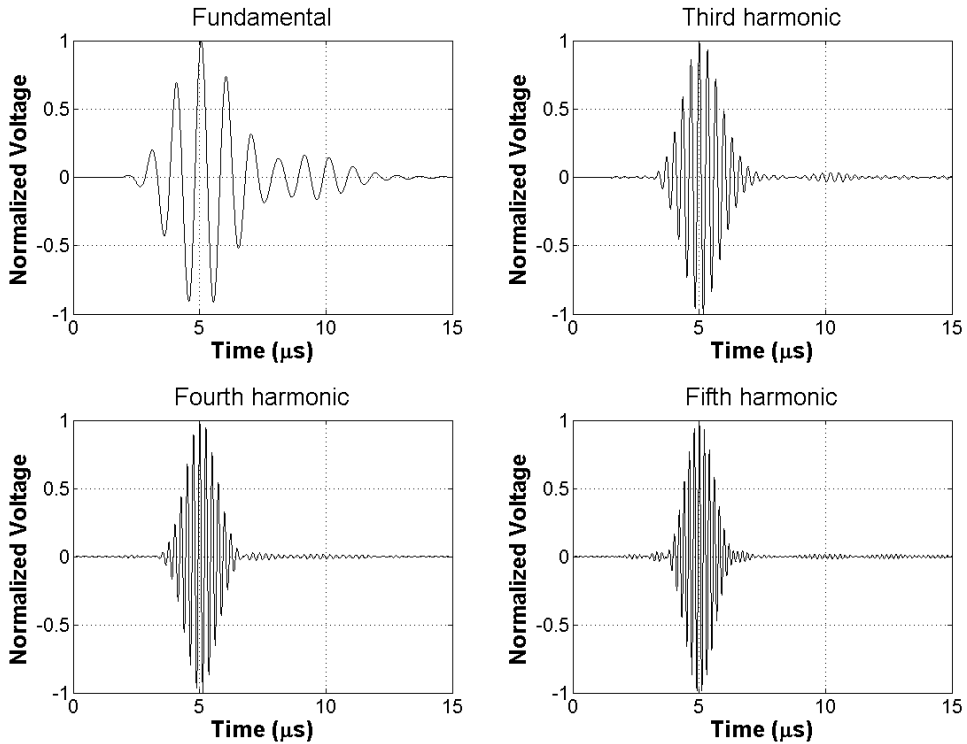 Fundamental
1
0.5
0
-0.5
-1
0 5 10 15
Normalized Voltage
Time (μs)
Third harmonic
1
0.5
0
-0.5
-1
0 5 10 15
Normalized Voltage
Time (μs)
Fourth harmonic
1
0.5
0
-0.5
-1
0 5 10 15
Normalized Voltage
Time (μs)
Fifth harmonic
1
0.5
0
-0.5
-1
0 5 10 15
Normalized Voltage
Time (μs)